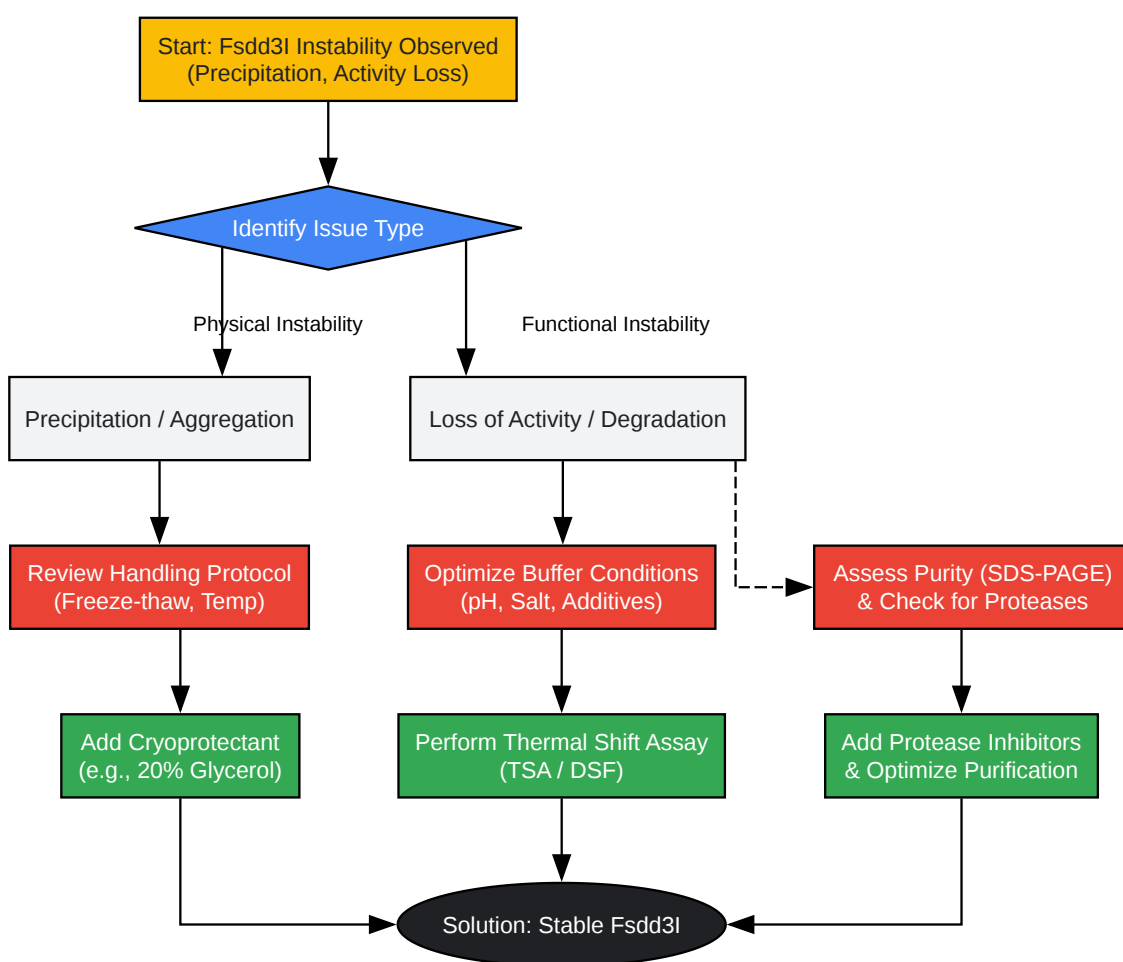 Start: Fsdd3I Instability Observed
(Precipitation, Activity Loss)
Identify Issue Type
Physical Instability
Functional Instability
Precipitation / Aggregation
Loss of Activity / Degradation
Review Handling Protocol
(Freeze-thaw, Temp)
Optimize Buffer Conditions
(pH, Salt, Additives)
Assess Purity (SDS-PAGE)
& Check for Proteases
Add Cryoprotectant
(e.g., 20% Glycerol)
Perform Thermal Shift Assay
(TSA / DSF)
Add Protease Inhibitors
& Optimize Purification
Solution: Stable Fsdd3I